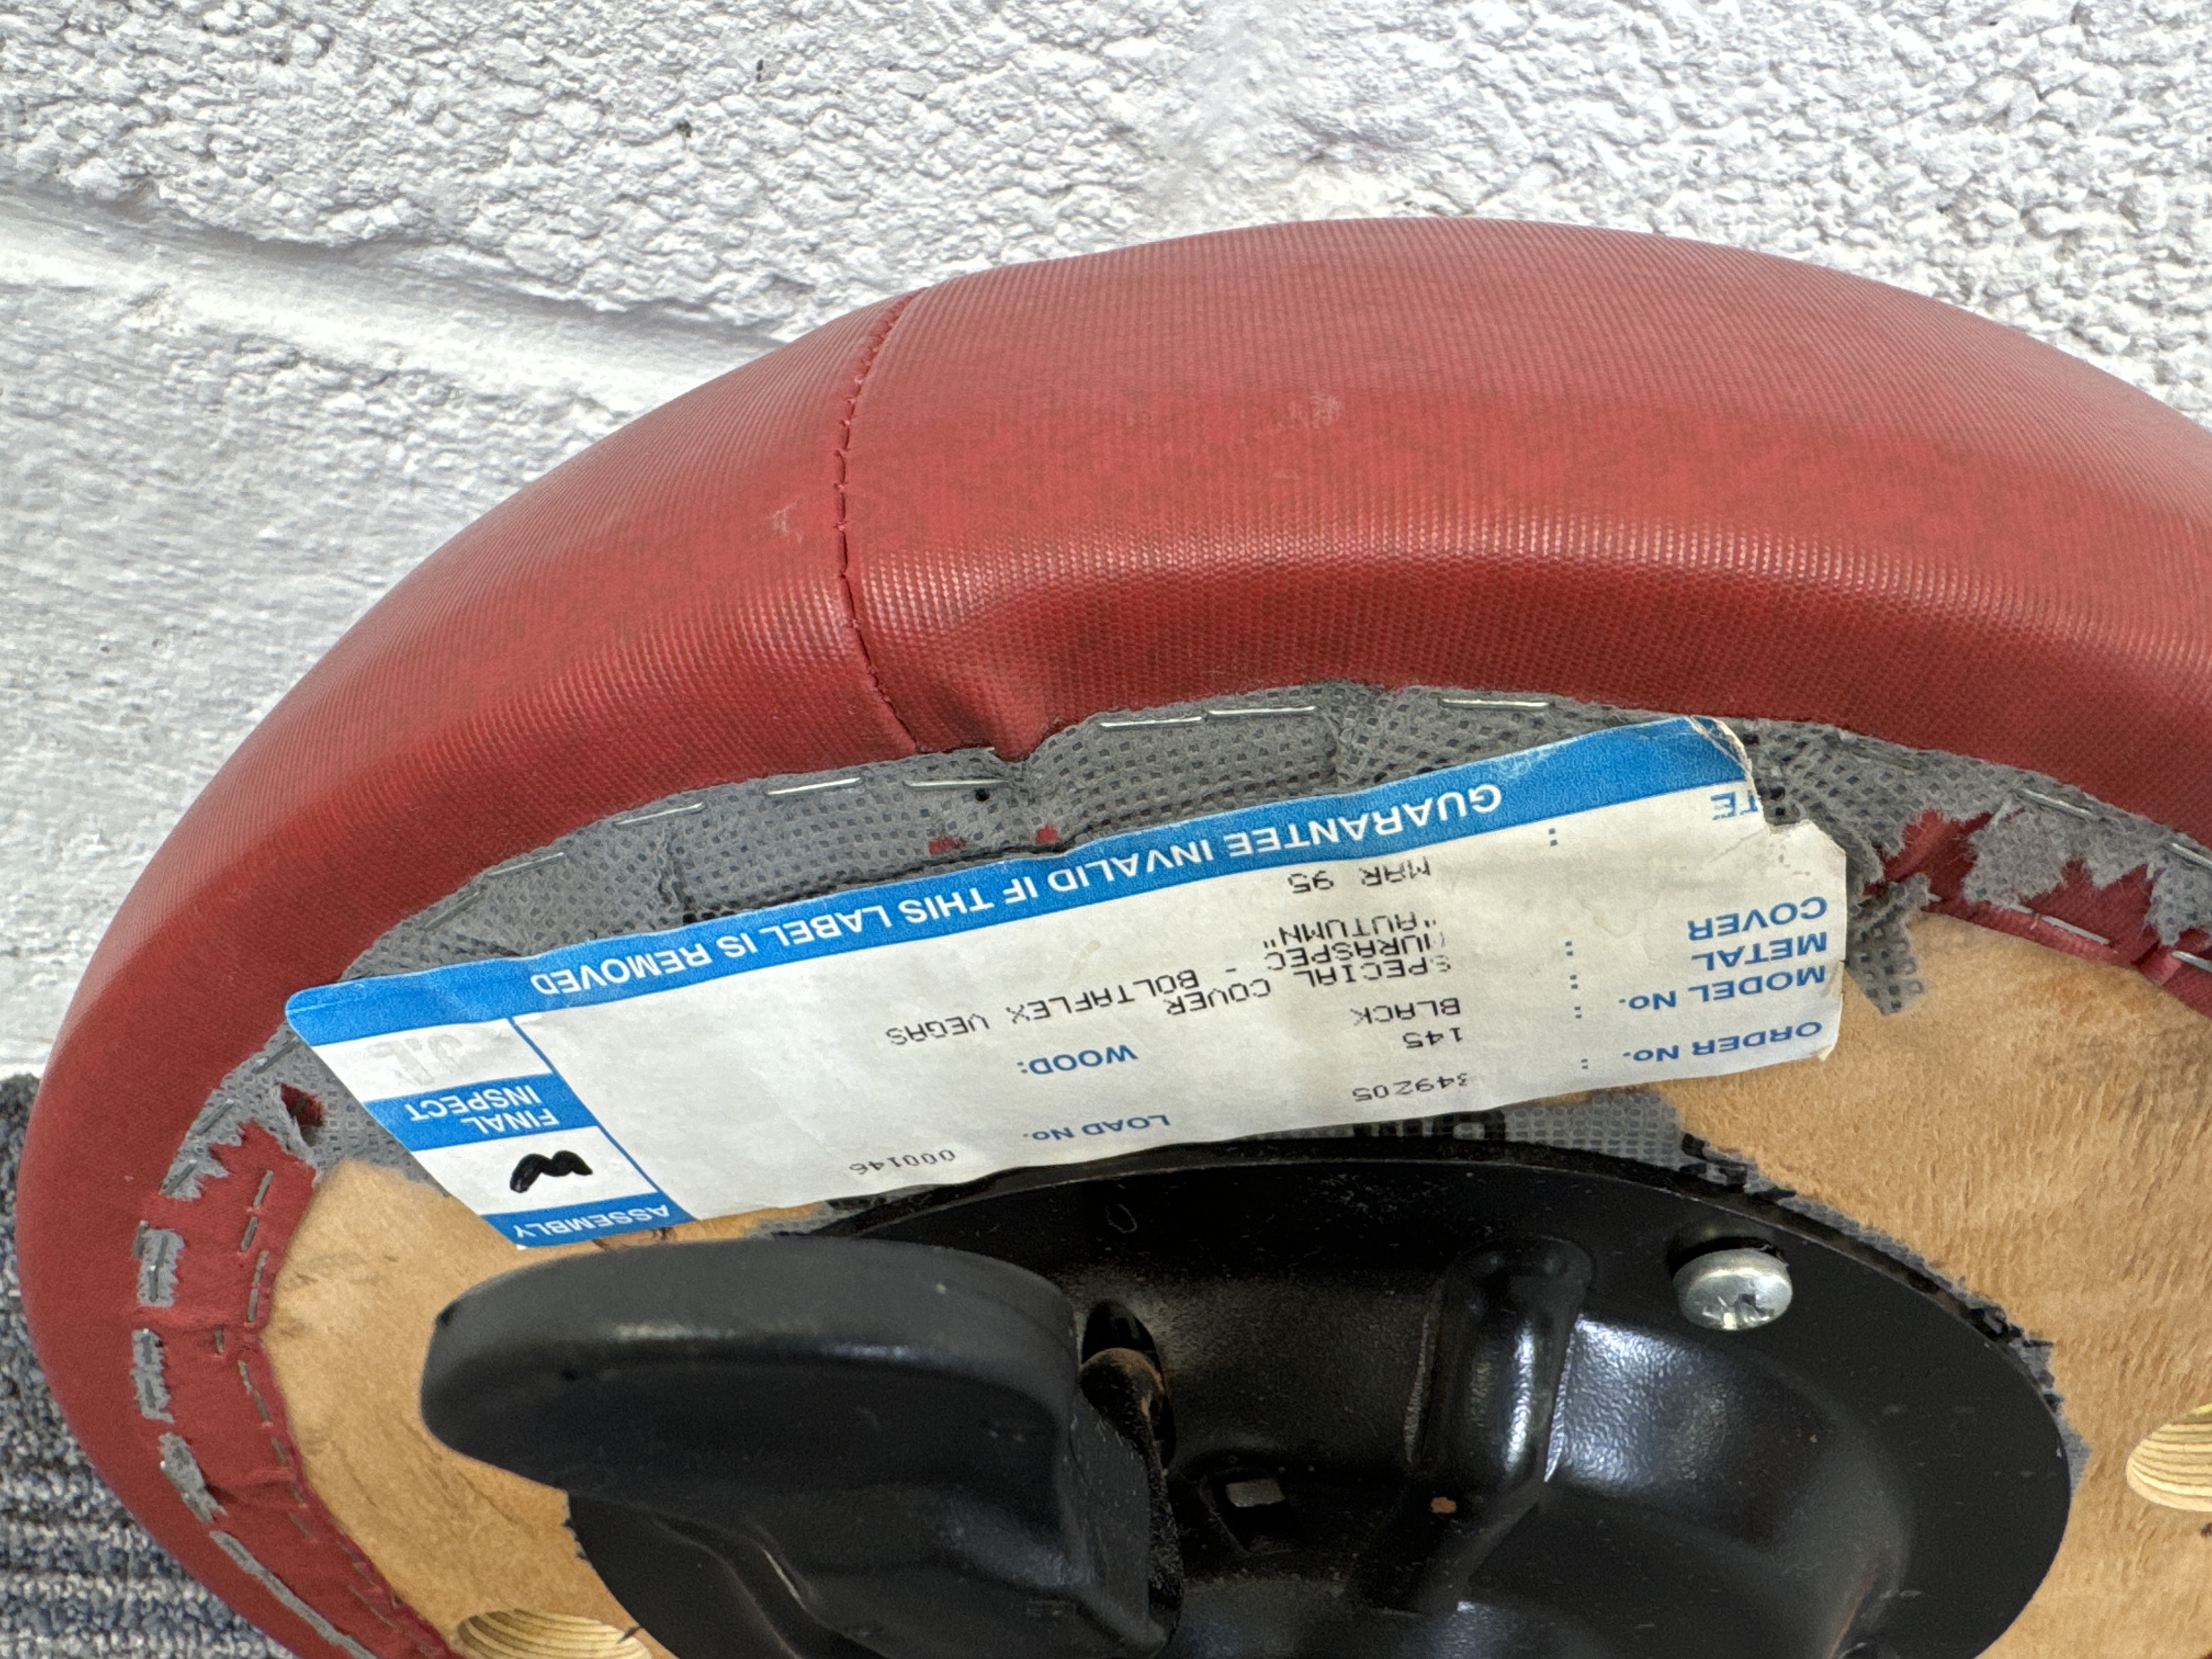 ORDER No. : 349205 LOAD No. 000146
MODEL No. : 145 WOOD:
METAL : BLACK
COVER : SPECIAL COVER - BOLTAFLEX VEGAS
DURASPEC
"AUTUMN"
TE : MAR 95
GUARANTEE INVALID IF THIS LABEL IS REMOVED
ASSEMBLY
FINAL
INSPECT